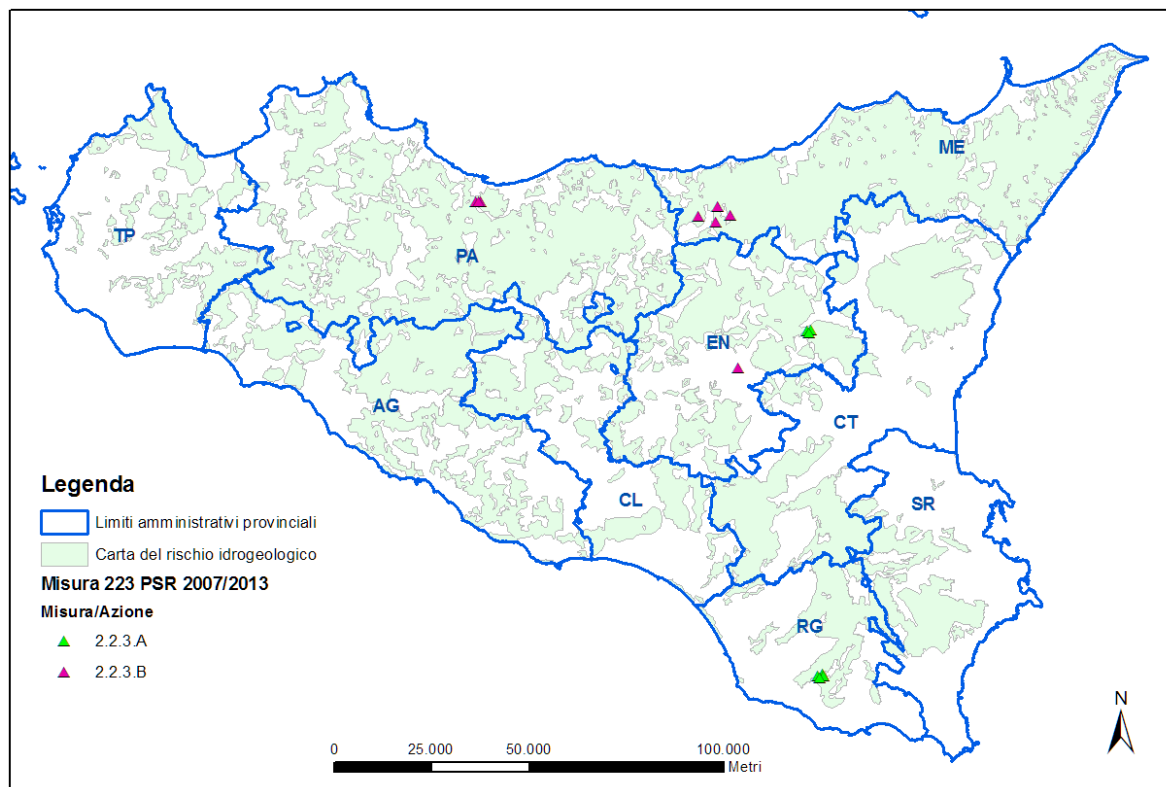 ME
TP
PA
EN
AG
CT
CL
SR
RG
Legenda
Limiti amministrativi provinciali
Carta del rischio idrogeologico
Misura 223 PSR 2007/2013
Misura/Azione
2.2.3.A
2.2.3.B
N
0 25.000 50.000 100.000
Metri